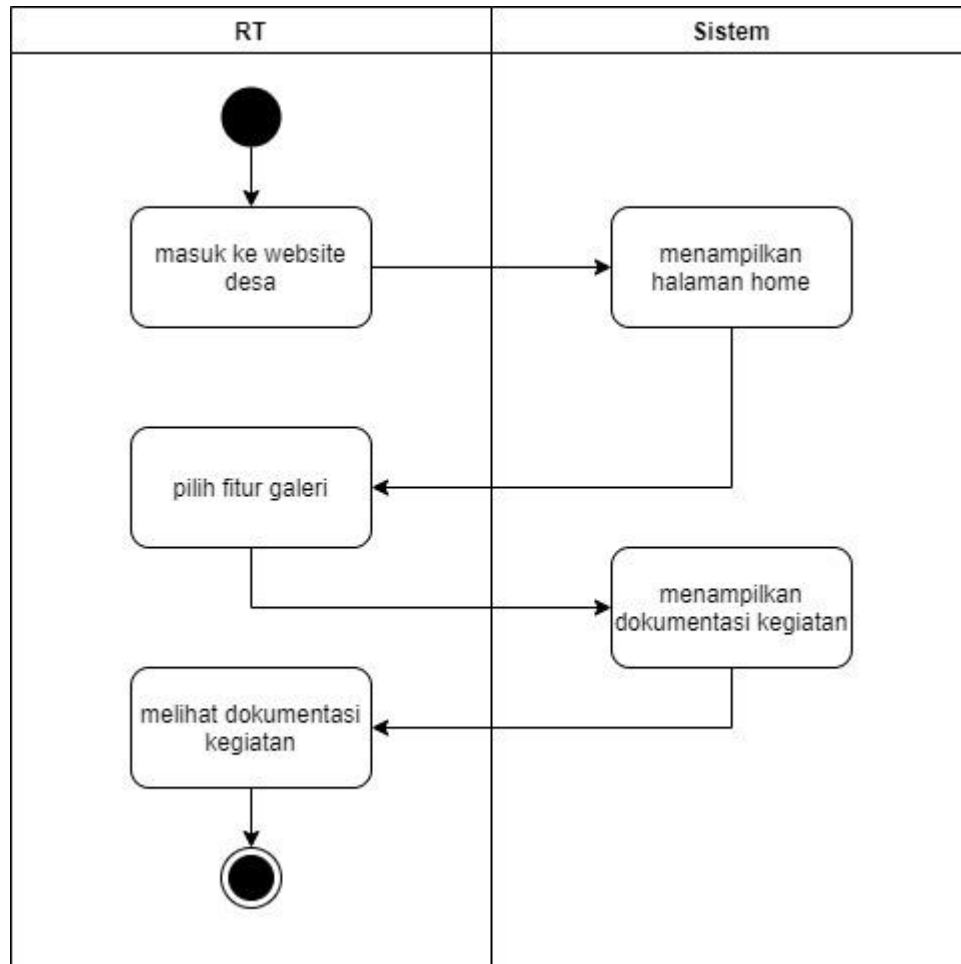 RT
Sistem
masuk ke website
desa
menampilkan
halaman home
pilih fitur galeri
menampilkan
dokumentasi kegiatan
melihat dokumentasi
kegiatan